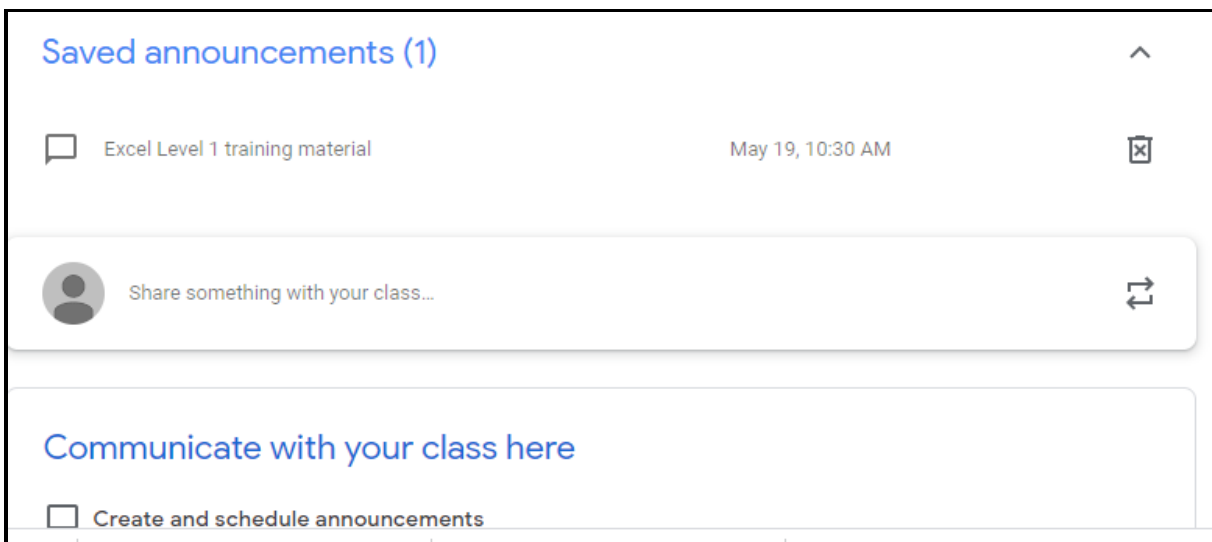 Saved announcements (1)
Excel Level 1 training material May 19, 10:30 AM
Share something with your class...
Communicate with your class here
Create and schedule announcements